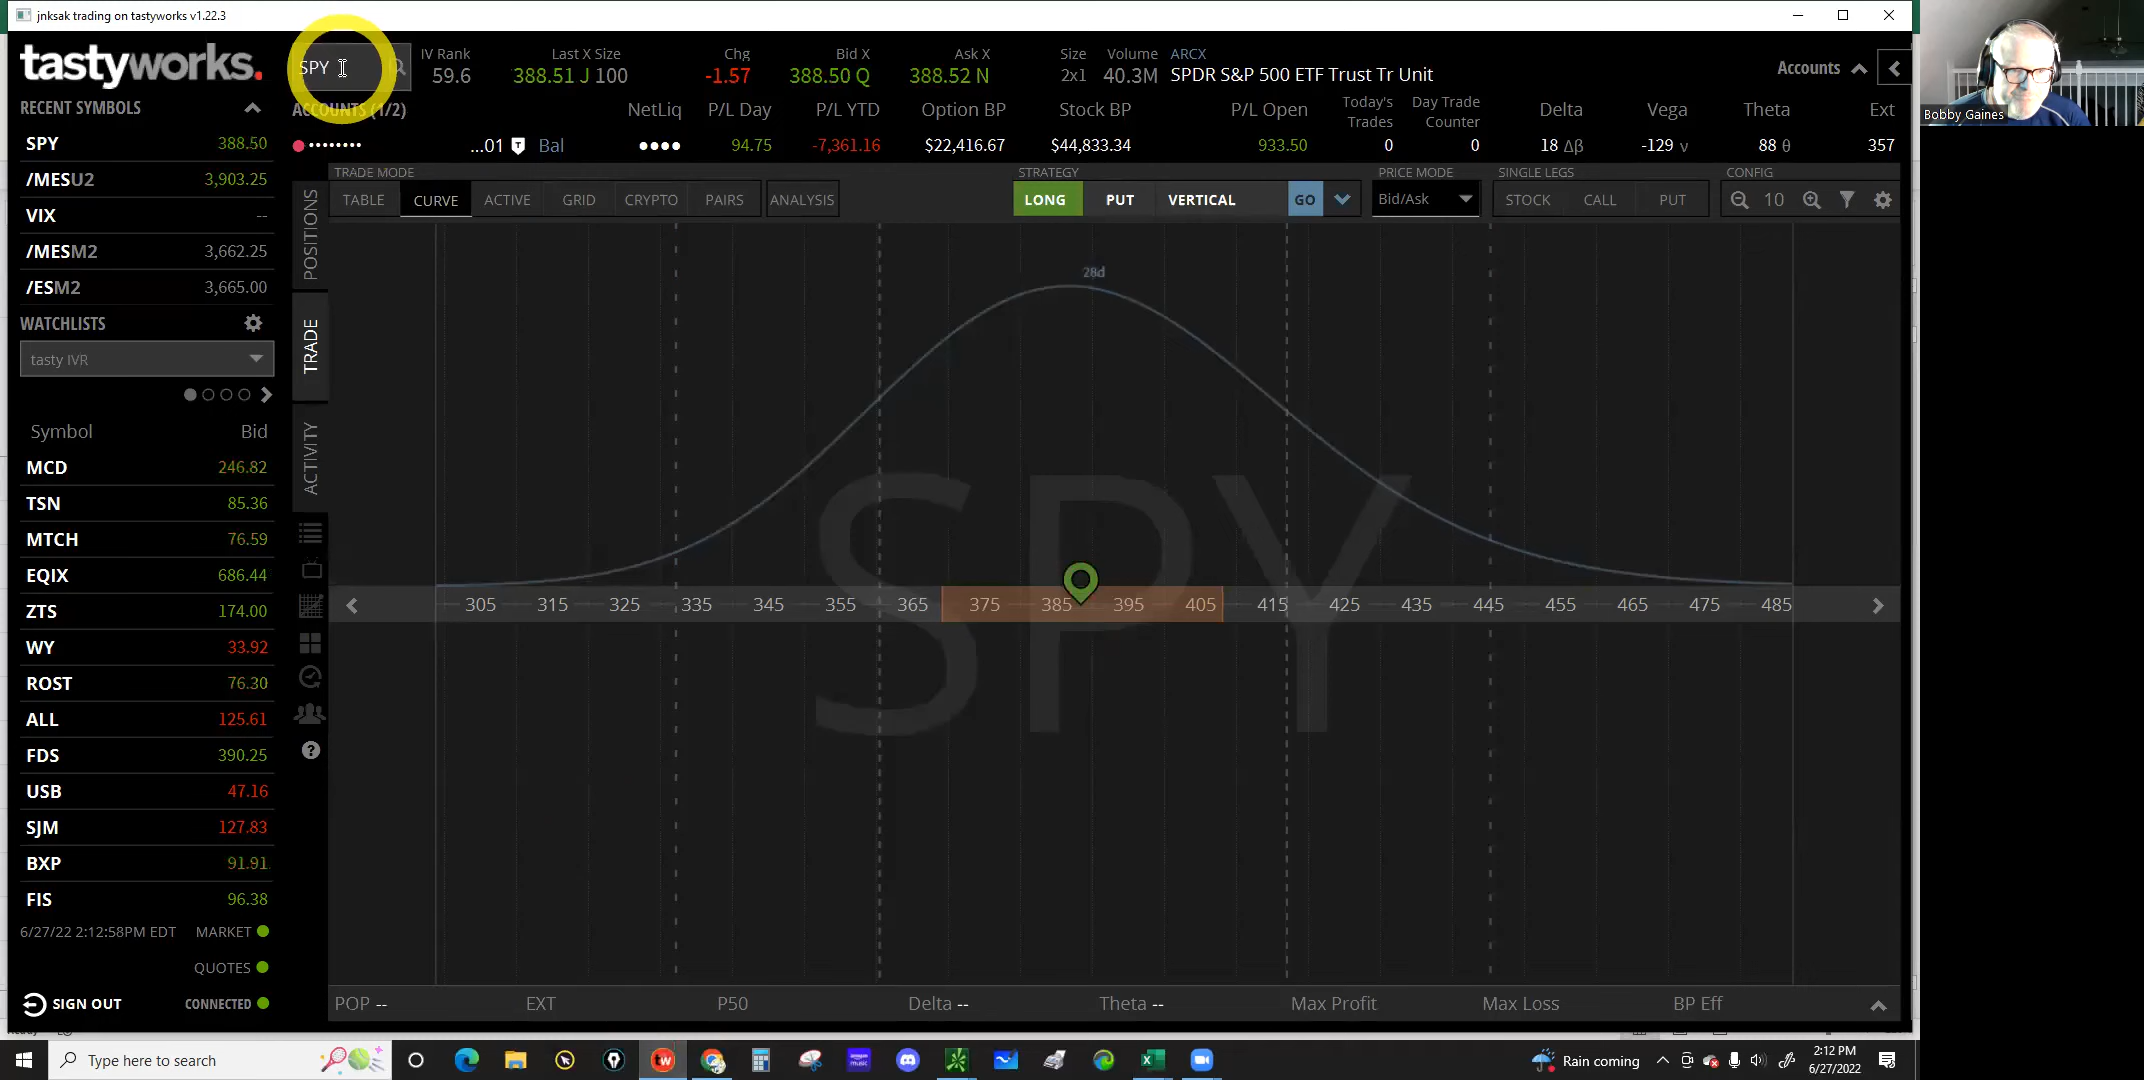 jnksak trading on tastyworks v1.22.3
tastyworks.
SPY
IV Rank
59.6
Last X Size
388.51 J 100
Chg
-1.57
Bid X
388.50 Q
Ask X
388.52 N
Size
2x1
Volume
40.3M
ARCX
SPDR S&P 500 ETF Trust Tr Unit
Accounts
Bobby Gaines
ACCOUNTS (1/2)
NetLiq
P/L Day
P/L YTD
Option BP
Stock BP
P/L Open
Today's Trades
Day Trade Counter
Delta
Vega
Theta
Ext
...01
Bal
94.75
-7,361.16
$22,416.67
$44,833.34
933.50
0
0
18 Δβ
-129 ν
88 θ
357
RECENT SYMBOLS
SPY 388.50
/MESU2 3,903.25
VIX --
/MESM2 3,662.25
/ESM2 3,665.00
WATCHLISTS
tasty IVR
Symbol Bid
MCD 246.82
TSN 85.36
MTCH 76.59
EQIX 686.44
ZTS 174.00
WY 33.92
ROST 76.30
ALL 125.61
FDS 390.25
USB 47.16
SJM 127.83
BXP 91.91
FIS 96.38
6/27/22 2:12:58PM EDT MARKET
QUOTES
SIGN OUT CONNECTED
POSITIONS
TRADE
ACTIVITY
?
TRADE MODE
TABLE CURVE ACTIVE GRID CRYPTO PAIRS ANALYSIS
STRATEGY
LONG PUT VERTICAL GO
PRICE MODE
Bid/Ask
SINGLE LEGS
STOCK CALL PUT
CONFIG
10
28d
SPY
305 315 325 335 345 355 365 375 385 395 405 415 425 435 445 455 465 475 485
POP -- EXT P50 Delta -- Theta -- Max Profit Max Loss BP Eff
Type here to search
Rain coming
2:12 PM
6/27/2022